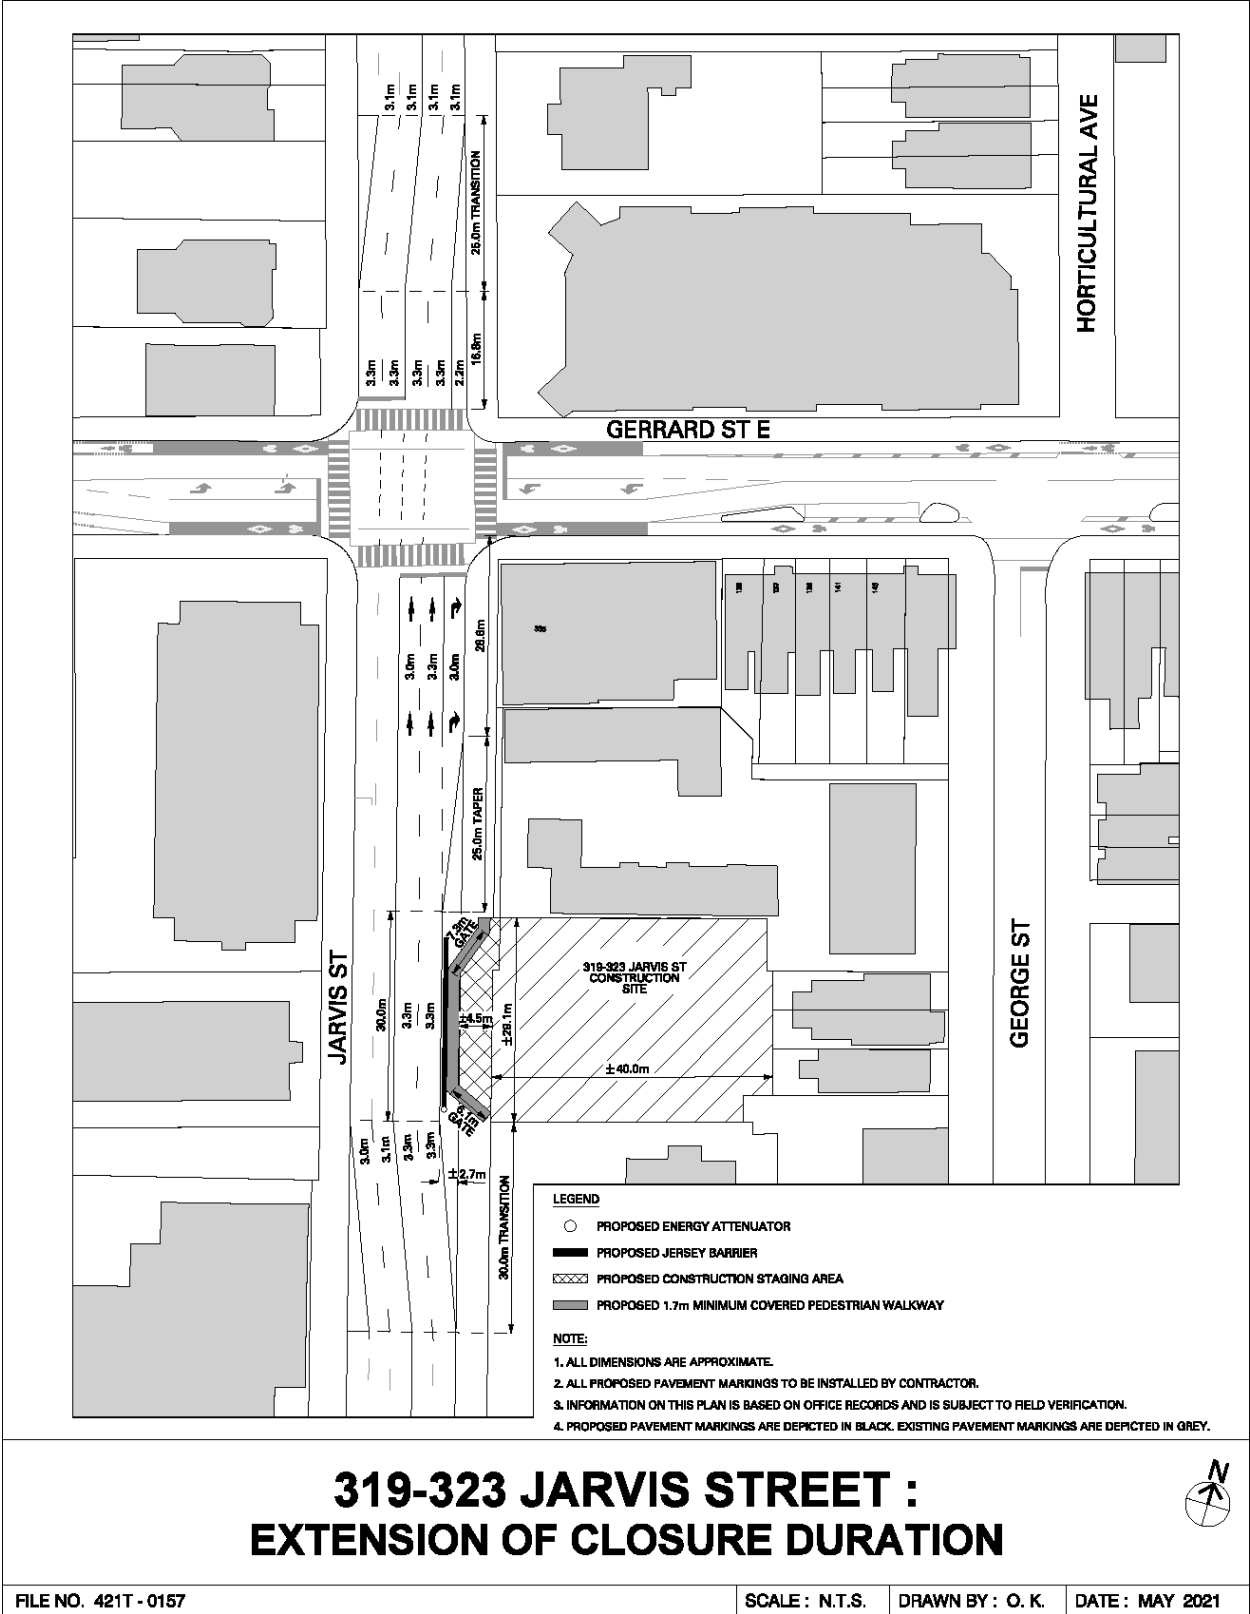 3.1m
3.1m
3.1m
3.1m
25.0m TRANSITION
HORTICULTURAL AVE
3.3m
3.3m
3.3m
3.3m
2.2m
16.8m
GERRARD ST E
3.0m
3.3m
3.0m
28.6m
335
139
141
143
25.0m TAPER
JARVIS ST
30.0m
3.3m
3.3m
7.3m
GATE
±4.5m
±29.1m
319-323 JARVIS ST
CONSTRUCTION
SITE
±40.0m
GEORGE ST
GATE
3.0m
3.1m
3.3m
3.3m
±2.7m
30.0m TRANSITION
LEGEND
PROPOSED ENERGY ATTENUATOR
PROPOSED JERSEY BARRIER
PROPOSED CONSTRUCTION STAGING AREA
PROPOSED 1.7m MINIMUM COVERED PEDESTRIAN WALKWAY
NOTE:
1. ALL DIMENSIONS ARE APPROXIMATE.
2. ALL PROPOSED PAVEMENT MARKINGS TO BE INSTALLED BY CONTRACTOR.
3. INFORMATION ON THIS PLAN IS BASED ON OFFICE RECORDS AND IS SUBJECT TO FIELD VERIFICATION.
4. PROPOSED PAVEMENT MARKINGS ARE DEPICTED IN BLACK. EXISTING PAVEMENT MARKINGS ARE DEPICTED IN GREY.
319-323 JARVIS STREET :
EXTENSION OF CLOSURE DURATION
N
FILE NO. 421T - 0157
SCALE : N.T.S.
DRAWN BY : O. K.
DATE : MAY 2021